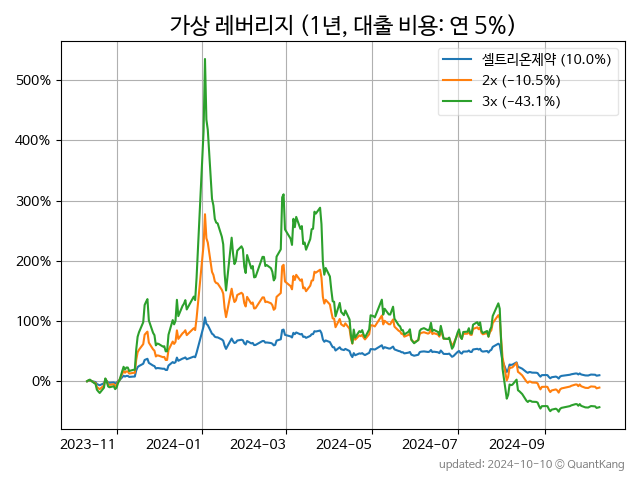 가상 레버리지 (1년, 대출 비용: 연 5%)
셀트리온제약 (10.0%)
2x (-10.5%)
3x (-43.1%)
500%
400%
300%
200%
100%
0%
2023-11 2024-01 2024-03 2024-05 2024-07 2024-09
updated: 2024-10-10 © QuantKang